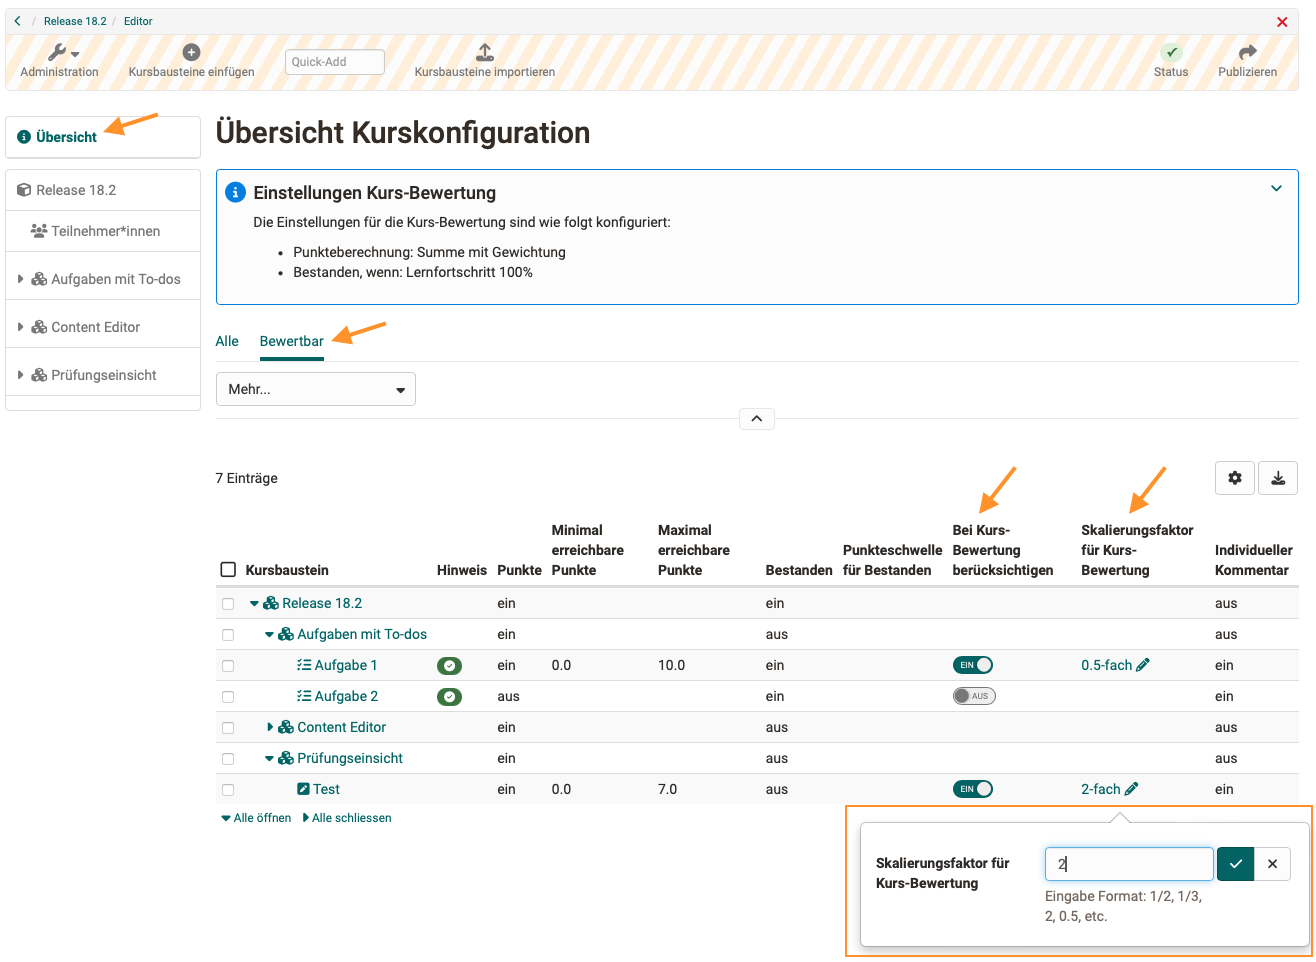 Release 18.2 / Editor
Administration
Kursbausteine einfügen
Quick-Add
Kursbausteine importieren
Status
Publizieren
Übersicht
Release 18.2
Teilnehmer*innen
Aufgaben mit To-dos
Content Editor
Prüfungseinsicht
Übersicht Kurskonfiguration
Einstellungen Kurs-Bewertung
Die Einstellungen für die Kurs-Bewertung sind wie folgt konfiguriert:
• Punkteberechnung: Summe mit Gewichtung
• Bestanden, wenn: Lernfortschritt 100%
Alle Bewertbar
Mehr...
7 Einträge
Kursbaustein Hinweis Punkte Minimal erreichbare Punkte Maximal erreichbare Punkte Bestanden Punkteschwelle für Bestanden Bei Kurs-Bewertung berücksichtigen Skalierungsfaktor für Kurs-Bewertung Individueller Kommentar
Release 18.2 ein ein aus
Aufgaben mit To-dos ein aus aus
Aufgabe 1 ein 0.0 10.0 ein EIN 0.5-fach ein
Aufgabe 2 aus ein AUS ein
Content Editor ein aus aus
Prüfungseinsicht ein aus aus
Test ein 0.0 7.0 aus EIN 2-fach ein
Alle öffnen Alle schliessen
Skalierungsfaktor für
Kurs-Bewertung
2
Eingabe Format: 1/2, 1/3,
2, 0.5, etc.